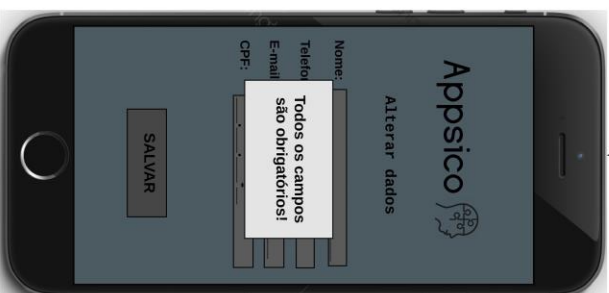 Appsico
Alterar dados
Nome:
Telefo
E-mail
CPF:
Todos os campos
são obrigatórios!
SALVAR